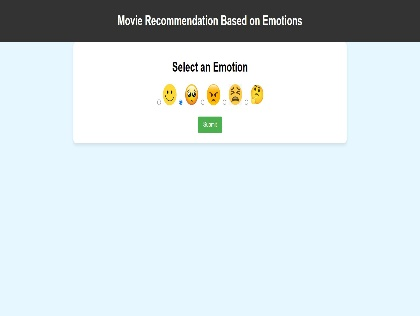 Movie Recommendation Based on Emotions
Select an Emotion
Submit